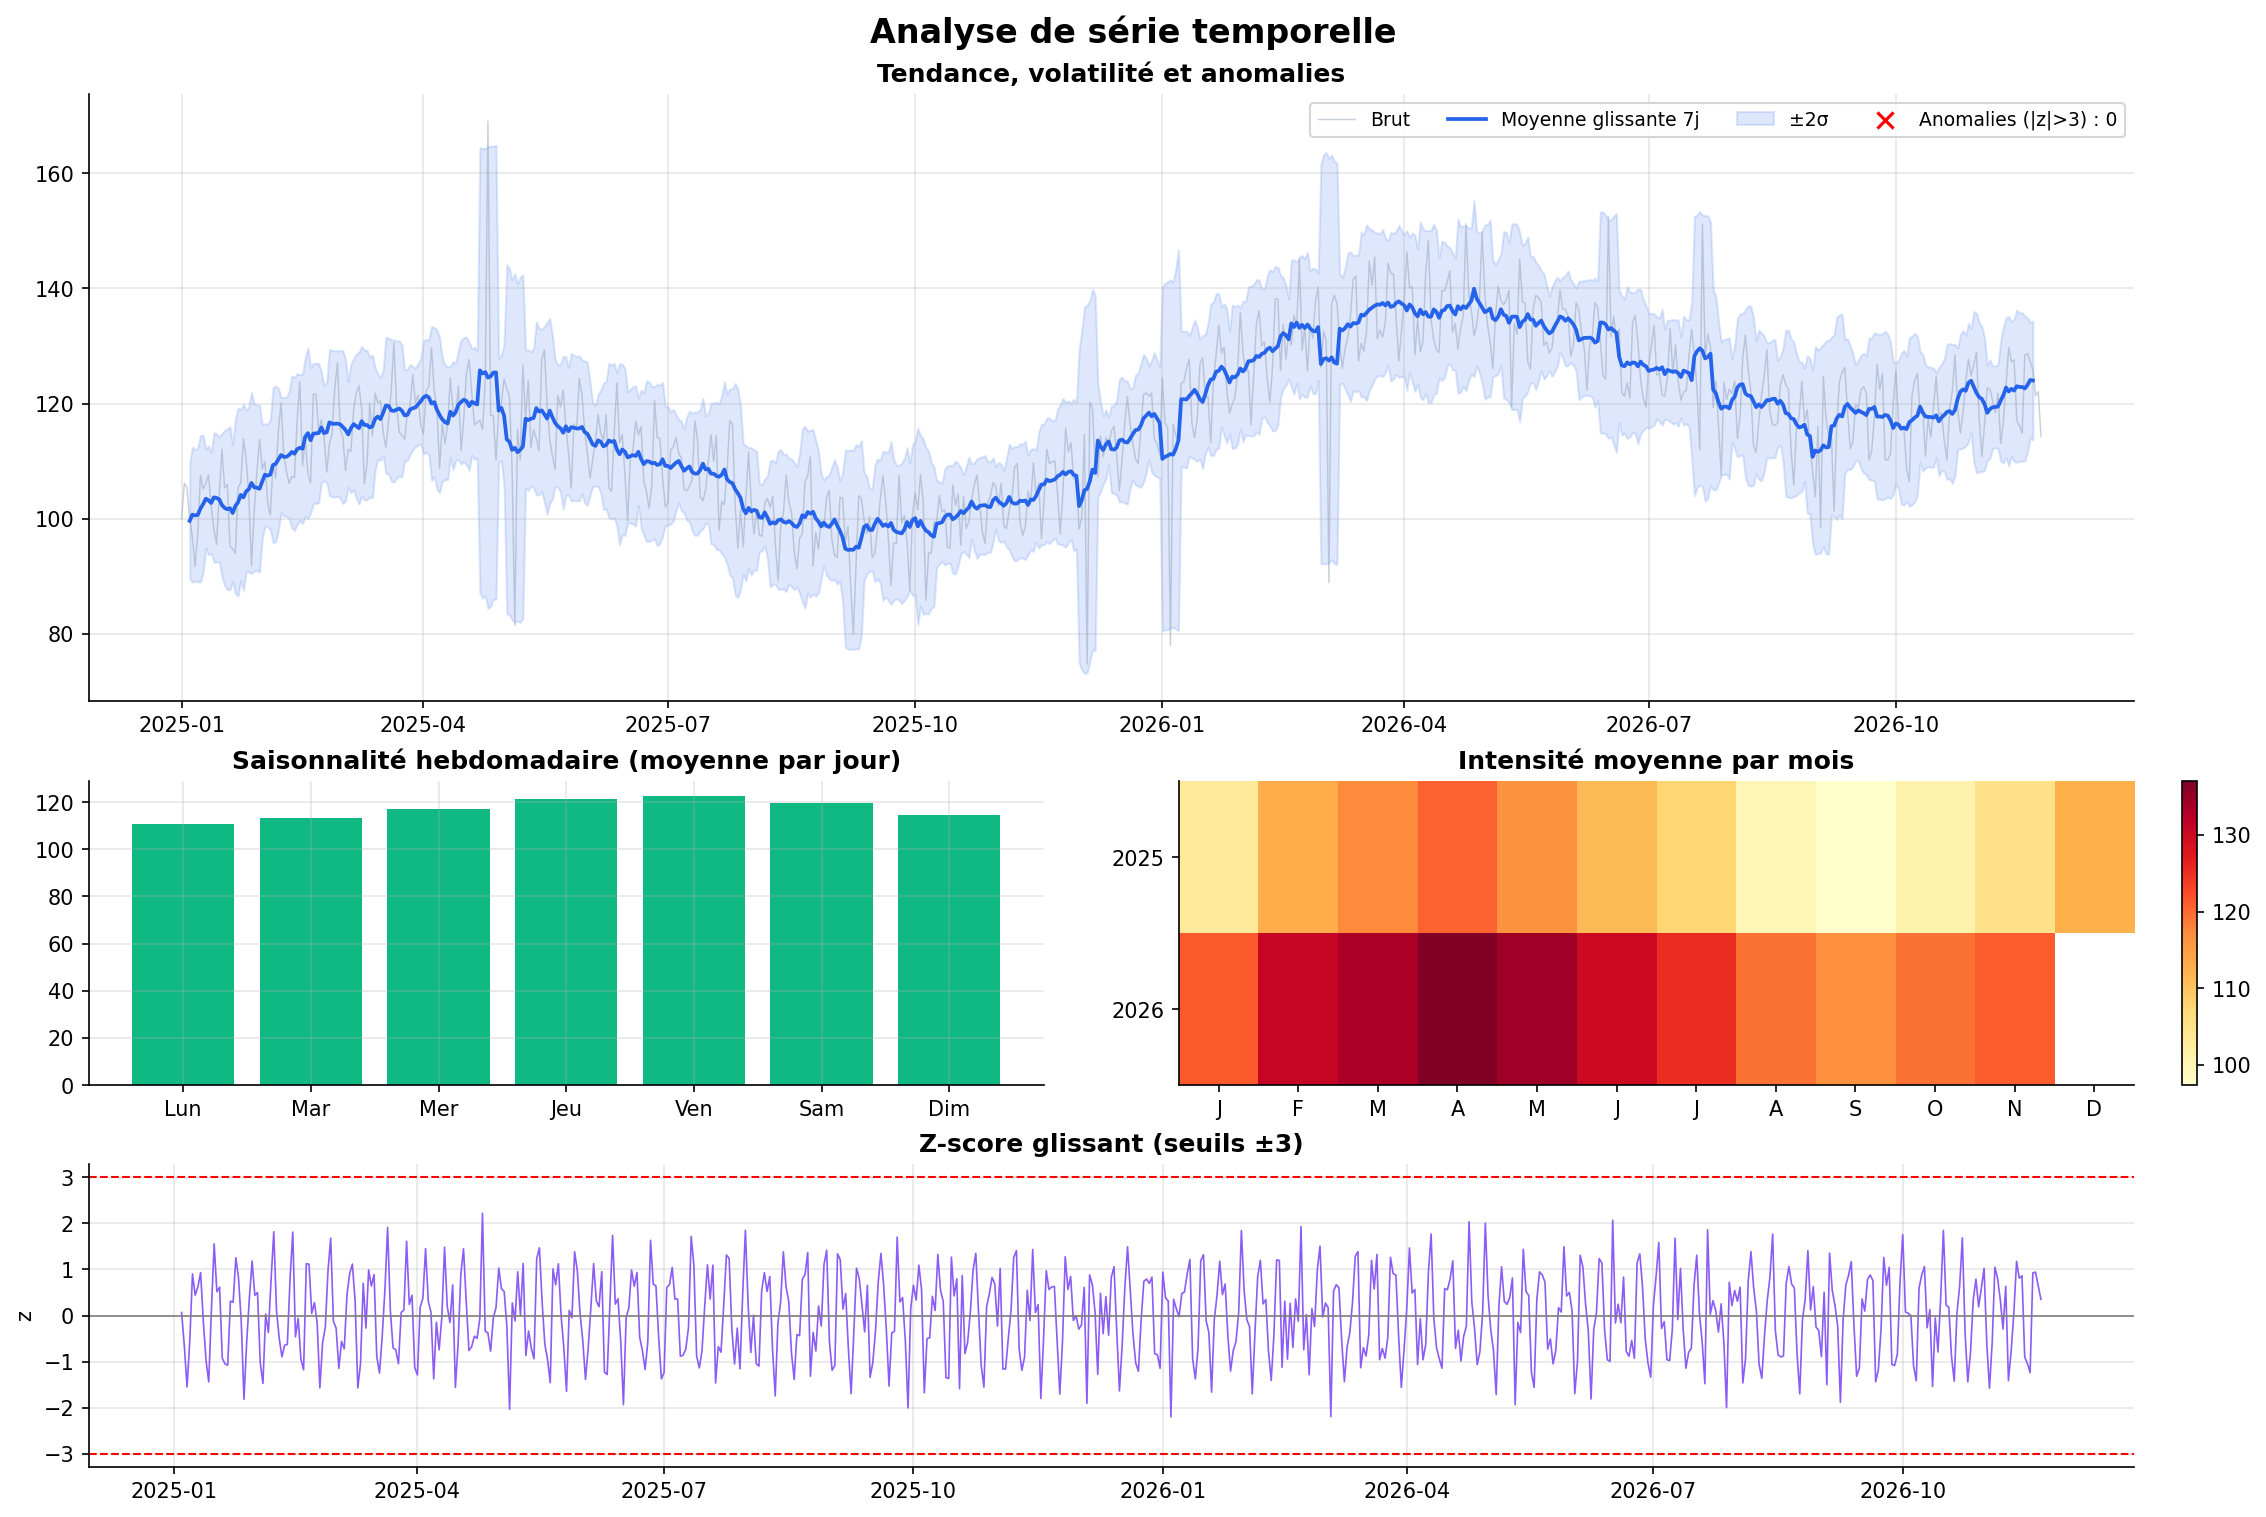 Analyse de série temporelle
Tendance, volatilité et anomalies
Brut
Moyenne glissante 7j
±2σ
Anomalies (|z|>3) : 0
160
140
120
100
80
2025-01
2025-04
2025-07
2025-10
2026-01
2026-04
2026-07
2026-10
Saisonnalité hebdomadaire (moyenne par jour)
120
100
80
60
40
20
0
Lun
Mar
Mer
Jeu
Ven
Sam
Dim
Intensité moyenne par mois
2025
2026
J
F
M
A
M
J
J
A
S
O
N
D
130
120
110
100
Z-score glissant (seuils ±3)
z
3
2
1
0
−1
−2
−3
2025-01
2025-04
2025-07
2025-10
2026-01
2026-04
2026-07
2026-10